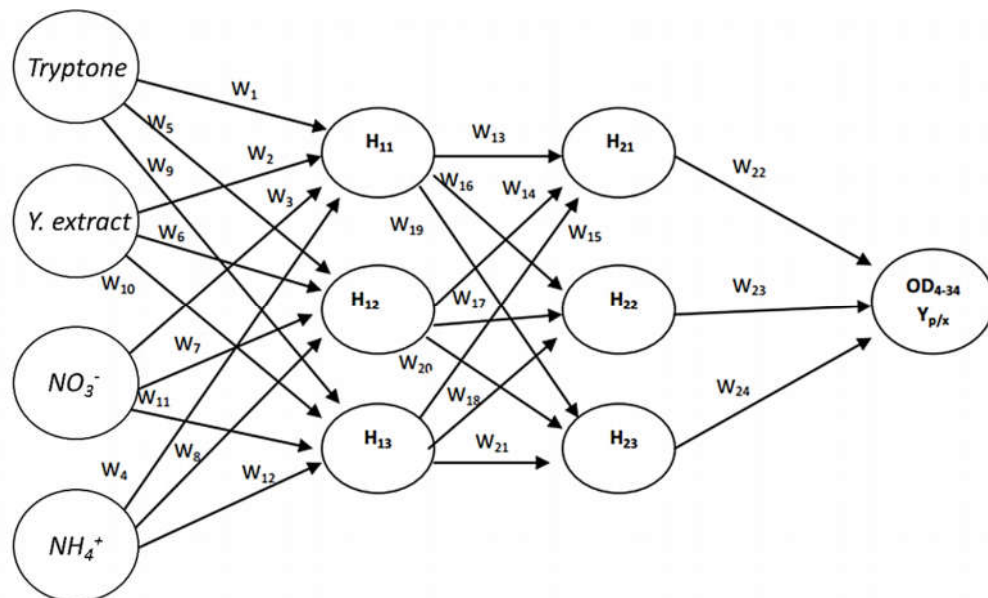 Tryptone
W₁
W₅
W₉
W₂
H₁₁
W₁₃
H₂₁
W₂₂
W₁₆
W₁₄
Y. extract
W₃
W₆
W₁₉
W₁₅
W₁₀
H₁₂
W₁₇
H₂₂
W₂₃
OD₄₋₃₄
Yₚ/ₓ
NO₃⁻
W₇
W₂₀
W₁₁
W₁₈
W₂₄
H₁₃
W₂₁
H₂₃
W₄
W₈
W₁₂
NH₄⁺